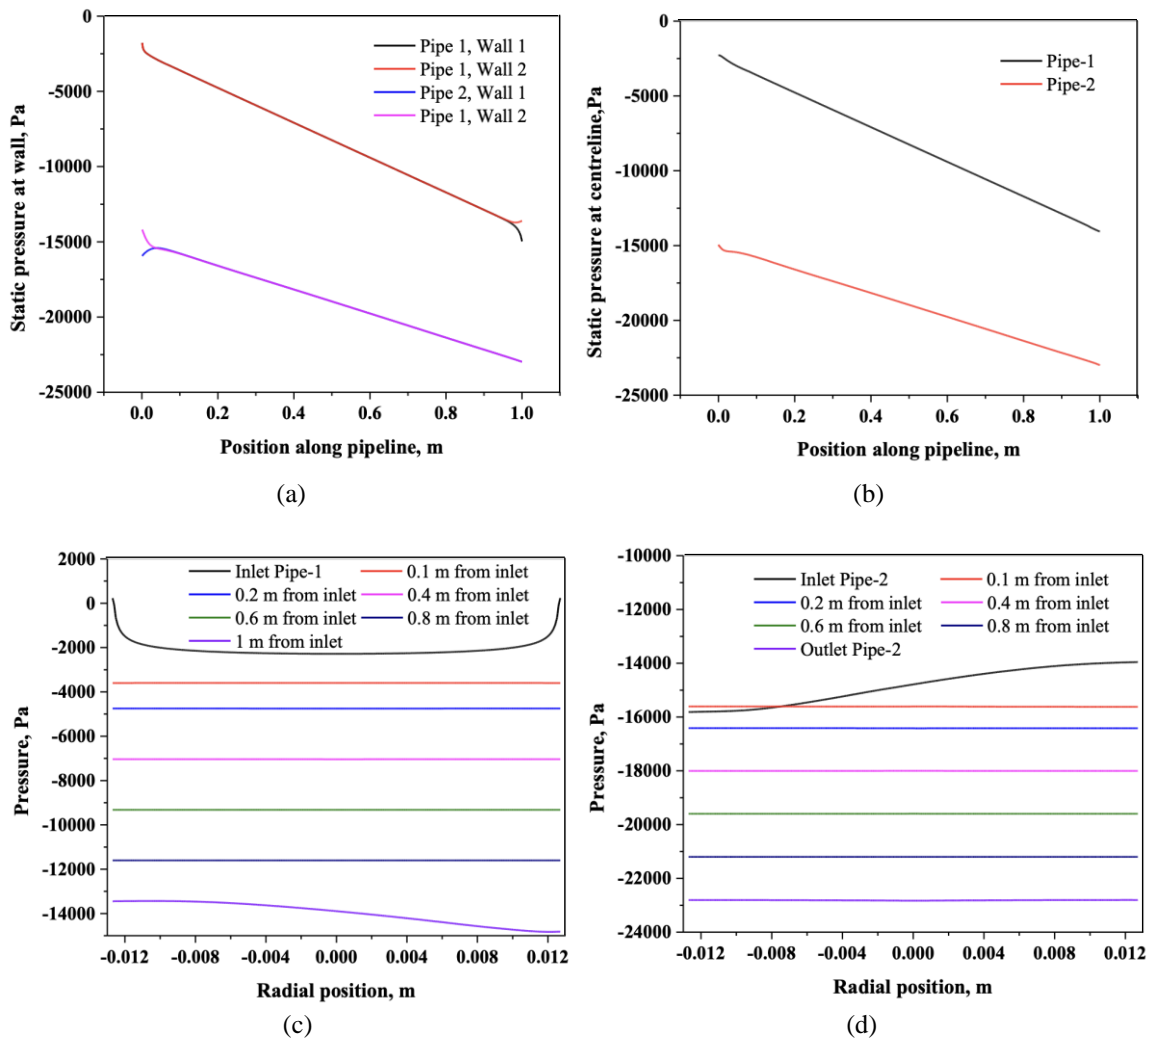 0
-5000
-10000
-15000
-20000
-25000
Static pressure at wall, Pa
Pipe 1, Wall 1
Pipe 1, Wall 2
Pipe 2, Wall 1
Pipe 1, Wall 2
0.0 0.2 0.4 0.6 0.8 1.0
Position along pipeline, m
(a)
0
-5000
-10000
-15000
-20000
-25000
Static pressure at centreline,Pa
Pipe-1
Pipe-2
0.0 0.2 0.4 0.6 0.8 1.0
Position along pipeline, m
(b)
2000
0
-2000
-4000
-6000
-8000
-10000
-12000
-14000
Pressure, Pa
Inlet Pipe-1 0.1 m from inlet
0.2 m from inlet 0.4 m from inlet
0.6 m from inlet 0.8 m from inlet
1 m from inlet
-0.012 -0.008 -0.004 0.000 0.004 0.008 0.012
Radial position, m
(c)
-10000
-12000
-14000
-16000
-18000
-20000
-22000
-24000
Pressure, Pa
Inlet Pipe-2 0.1 m from inlet
0.2 m from inlet 0.4 m from inlet
0.6 m from inlet 0.8 m from inlet
Outlet Pipe-2
-0.012 -0.008 -0.004 0.000 0.004 0.008 0.012
Radial position, m
(d)